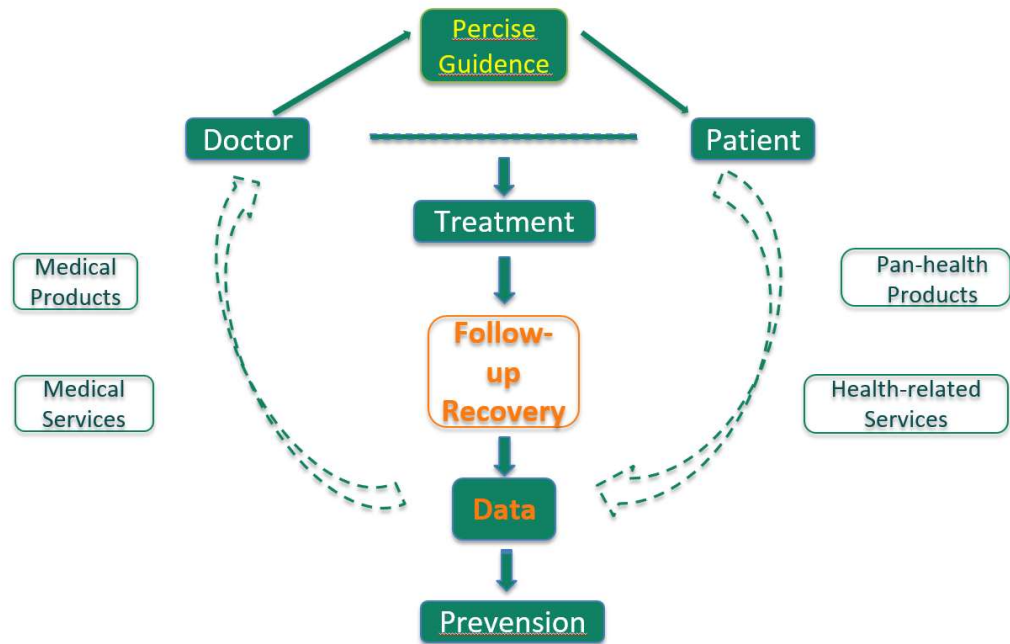 Percise
Guidence
Doctor
Patient
Treatment
Medical
Products
Pan-health
Products
Follow-
up
Recovery
Medical
Services
Health-related
Services
Data
Prevension